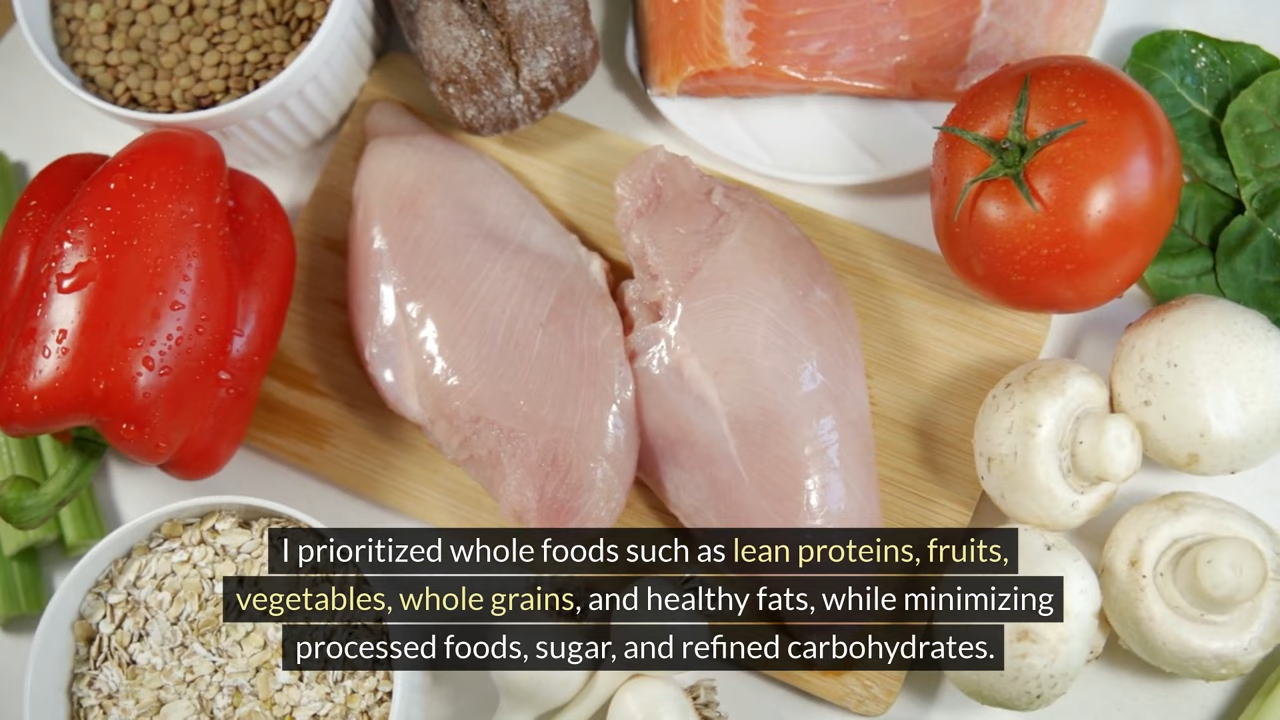 I prioritized whole foods such as lean proteins, fruits,
vegetables, whole grains, and healthy fats, while minimizing
processed foods, sugar, and refined carbohydrates.